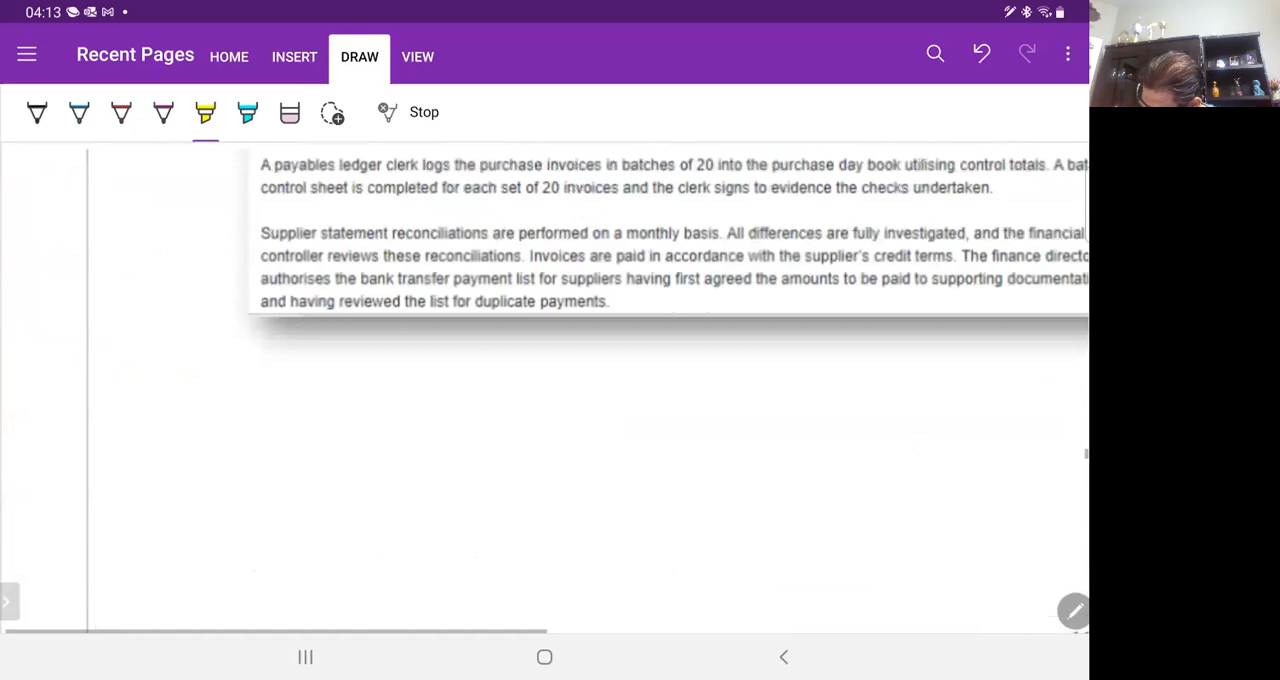 04:13
Recent Pages HOME INSERT DRAW VIEW
Stop
A payables ledger clerk logs the purchase invoices in batches of 20 into the purchase day book utilising control totals. A bat
control sheet is completed for each set of 20 invoices and the clerk signs to evidence the checks undertaken.
Supplier statement reconciliations are performed on a monthly basis. All differences are fully investigated, and the financial
controller reviews these reconciliations. Invoices are paid in accordance with the supplier's credit terms. The finance directo
authorises the bank transfer payment list for suppliers having first agreed the amounts to be paid to supporting documentati
and having reviewed the list for duplicate payments.